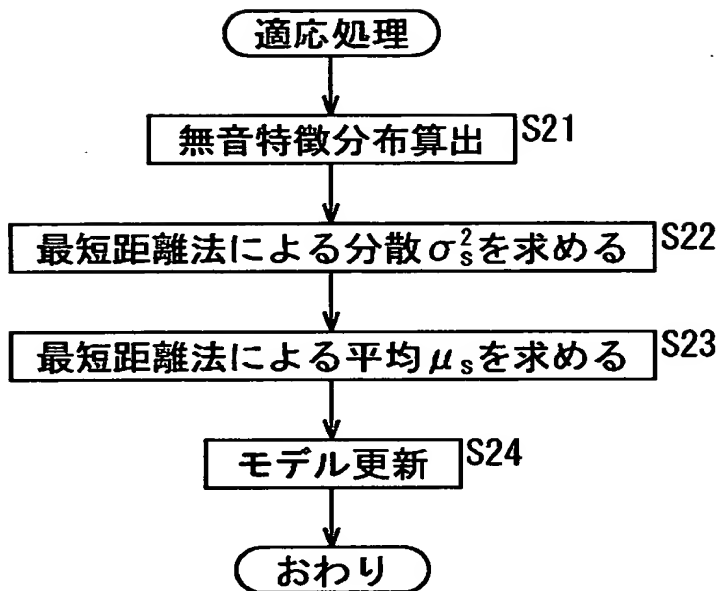 適応処理
無音特徴分布算出 S21
最短距離法による分散σ²sを求める S22
最短距離法による平均μsを求める S23
モデル更新 S24
おわり